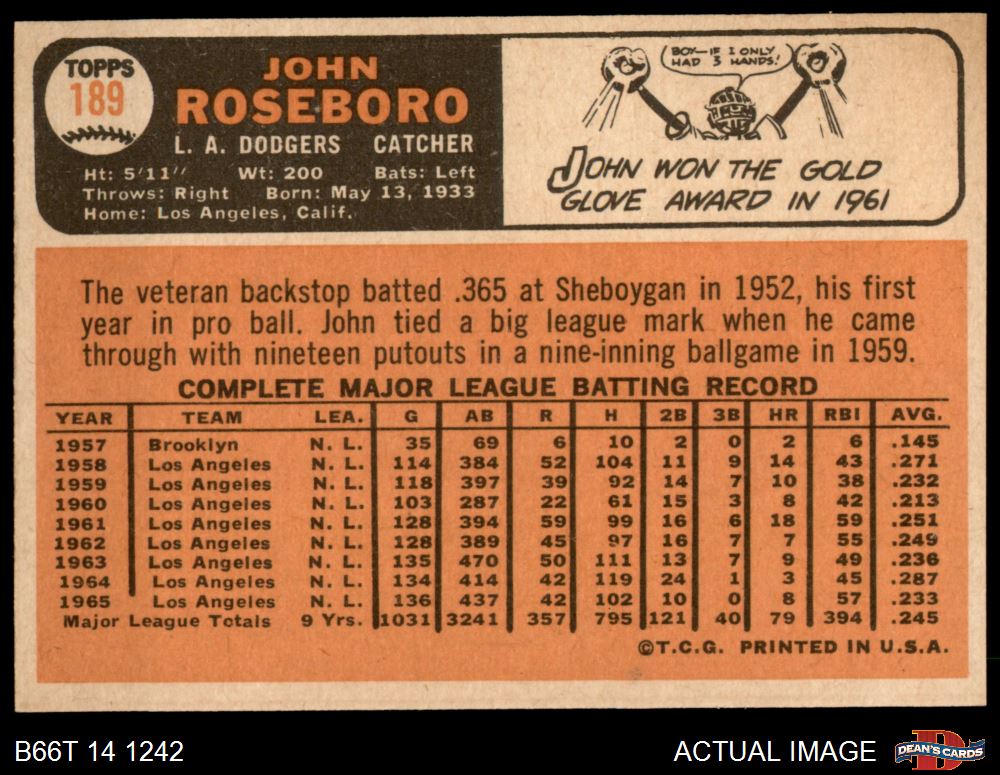 TOPPS
189
JOHN
ROSEBORO
L. A. DODGERS CATCHER
Ht: 5'11" Wt: 200 Bats: Left
Throws: Right Born: May 13, 1933
Home: Los Angeles, Calif.
BOY—IF I ONLY
HAD 3 HANDS!
JOHN WON THE GOLD
GLOVE AWARD IN 1961
The veteran backstop batted .365 at Sheboygan in 1952, his first
year in pro ball. John tied a big league mark when he came
through with nineteen putouts in a nine-inning ballgame in 1959.
COMPLETE MAJOR LEAGUE BATTING RECORD
YEAR TEAM LEA. G AB R H 2B 3B HR RBI AVG.
1957 Brooklyn N. L. 35 69 6 10 2 0 2 6 .145
1958 Los Angeles N. L. 114 384 52 104 11 9 14 43 .271
1959 Los Angeles N. L. 118 397 39 92 14 7 10 38 .232
1960 Los Angeles N. L. 103 287 22 61 15 3 8 42 .213
1961 Los Angeles N. L. 128 394 59 99 16 6 18 59 .251
1962 Los Angeles N. L. 128 389 45 97 16 7 7 55 .249
1963 Los Angeles N. L. 135 470 50 111 13 7 9 49 .236
1964 Los Angeles N. L. 134 414 42 119 24 1 3 45 .287
1965 Los Angeles N. L. 136 437 42 102 10 0 8 57 .233
Major League Totals 9 Yrs. 1031 3241 357 795 121 40 79 394 .245
©T.C.G. PRINTED IN U.S.A.
B66T 14 1242
ACTUAL IMAGE
DEAN'S CARDS